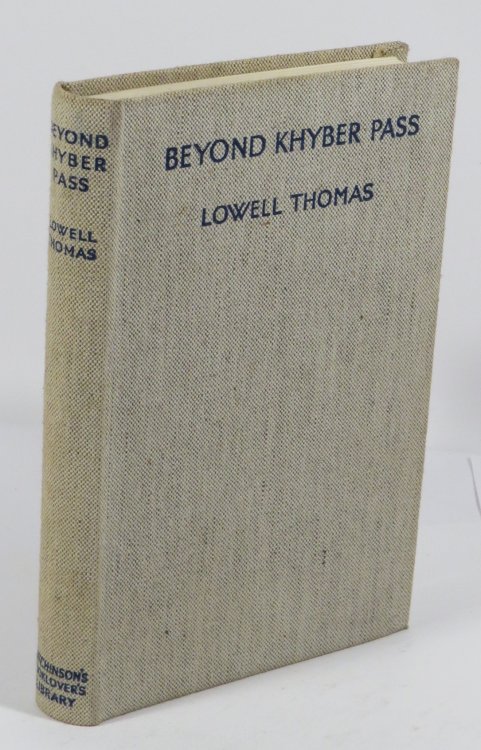 BEYOND KHYBER PASS
LOWELL THOMAS
BEYOND
KHYBER
PASS
LOWELL
THOMAS
HUTCHINSON'S
BOOKLOVER'S
LIBRARY